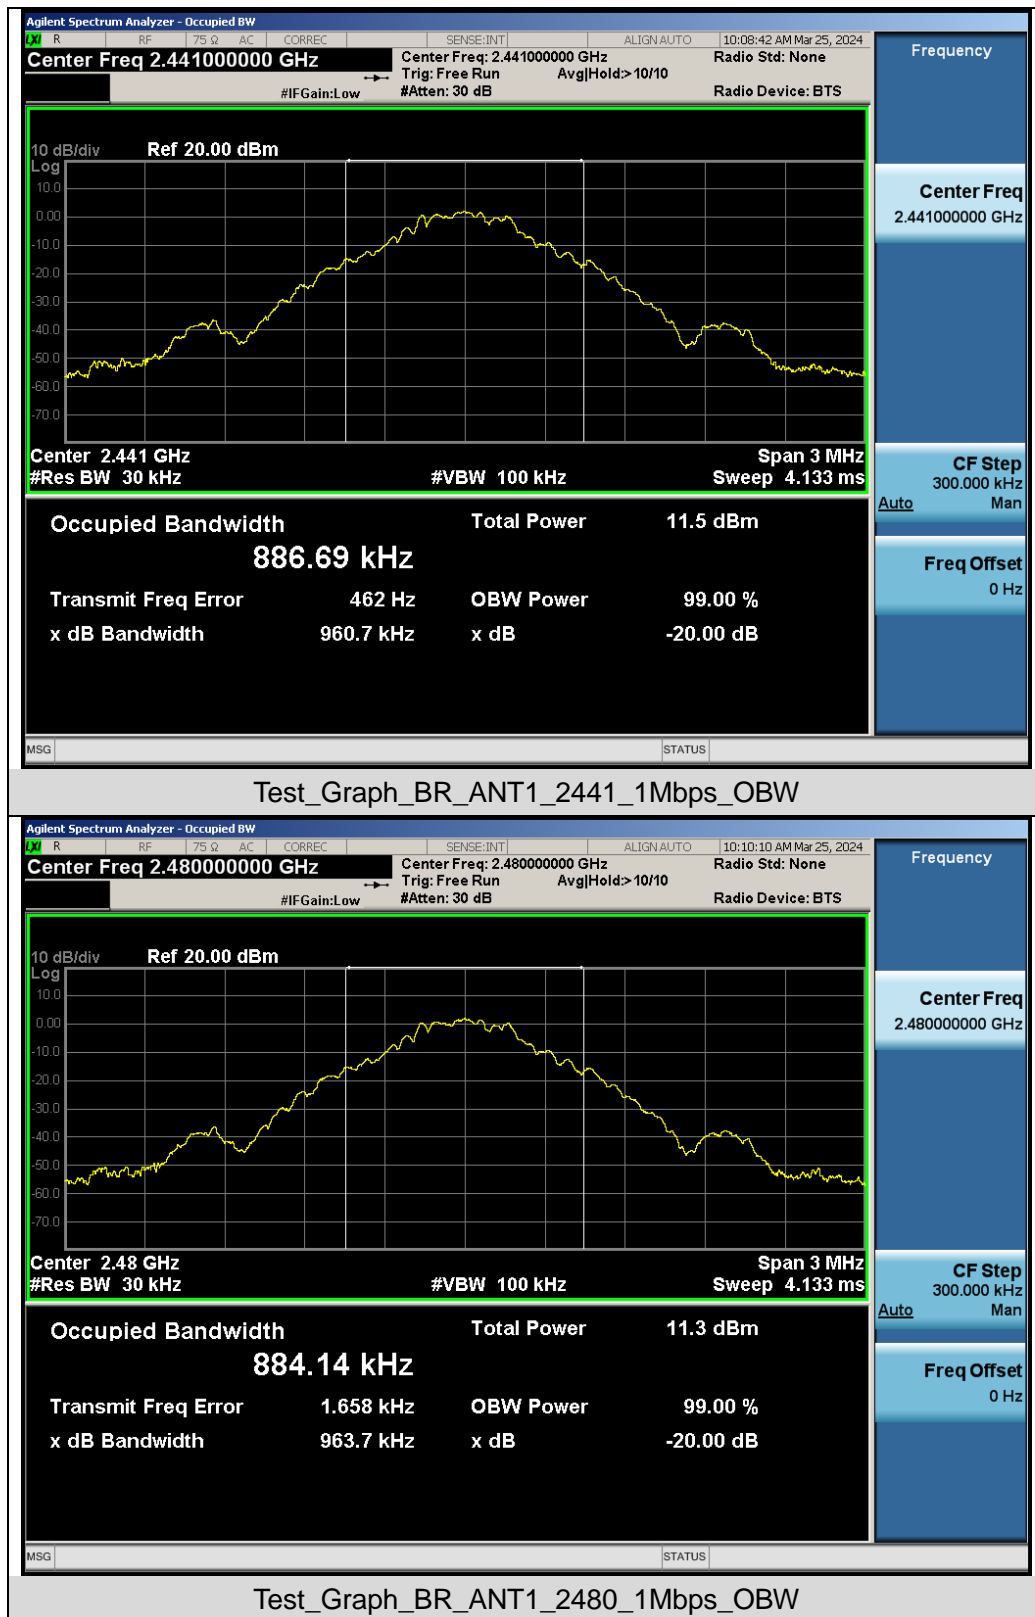 Agilent Spectrum Analyzer - Occupied BW
LXI R RF 75 Ω AC CORREC SENSE:INT ALIGN AUTO 10:08:42 AM Mar 25, 2024
Center Freq 2.441000000 GHz Center Freq: 2.441000000 GHz Radio Std: None Frequency
Trig: Free Run Avg|Hold:>10/10
#IFGain:Low #Atten: 30 dB Radio Device: BTS
10 dB/div Ref 20.00 dBm
Log
10.0
0.00
-10.0
-20.0
-30.0
-40.0
-50.0
-60.0
-70.0
Center Freq
2.441000000 GHz
Center 2.441 GHz Span 3 MHz
#Res BW 30 kHz #VBW 100 kHz Sweep 4.133 ms
CF Step
300.000 kHz
Auto Man
Occupied Bandwidth Total Power 11.5 dBm
886.69 kHz
Freq Offset
0 Hz
Transmit Freq Error 462 Hz OBW Power 99.00 %
x dB Bandwidth 960.7 kHz x dB -20.00 dB
MSG STATUS
Test_Graph_BR_ANT1_2441_1Mbps_OBW
Agilent Spectrum Analyzer - Occupied BW
LXI R RF 75 Ω AC CORREC SENSE:INT ALIGN AUTO 10:10:10 AM Mar 25, 2024
Center Freq 2.480000000 GHz Center Freq: 2.480000000 GHz Radio Std: None Frequency
Trig: Free Run Avg|Hold:>10/10
#IFGain:Low #Atten: 30 dB Radio Device: BTS
10 dB/div Ref 20.00 dBm
Log
10.0
0.00
-10.0
-20.0
-30.0
-40.0
-50.0
-60.0
-70.0
Center Freq
2.480000000 GHz
Center 2.48 GHz Span 3 MHz
#Res BW 30 kHz #VBW 100 kHz Sweep 4.133 ms
CF Step
300.000 kHz
Auto Man
Occupied Bandwidth Total Power 11.3 dBm
884.14 kHz
Freq Offset
0 Hz
Transmit Freq Error 1.658 kHz OBW Power 99.00 %
x dB Bandwidth 963.7 kHz x dB -20.00 dB
MSG STATUS
Test_Graph_BR_ANT1_2480_1Mbps_OBW